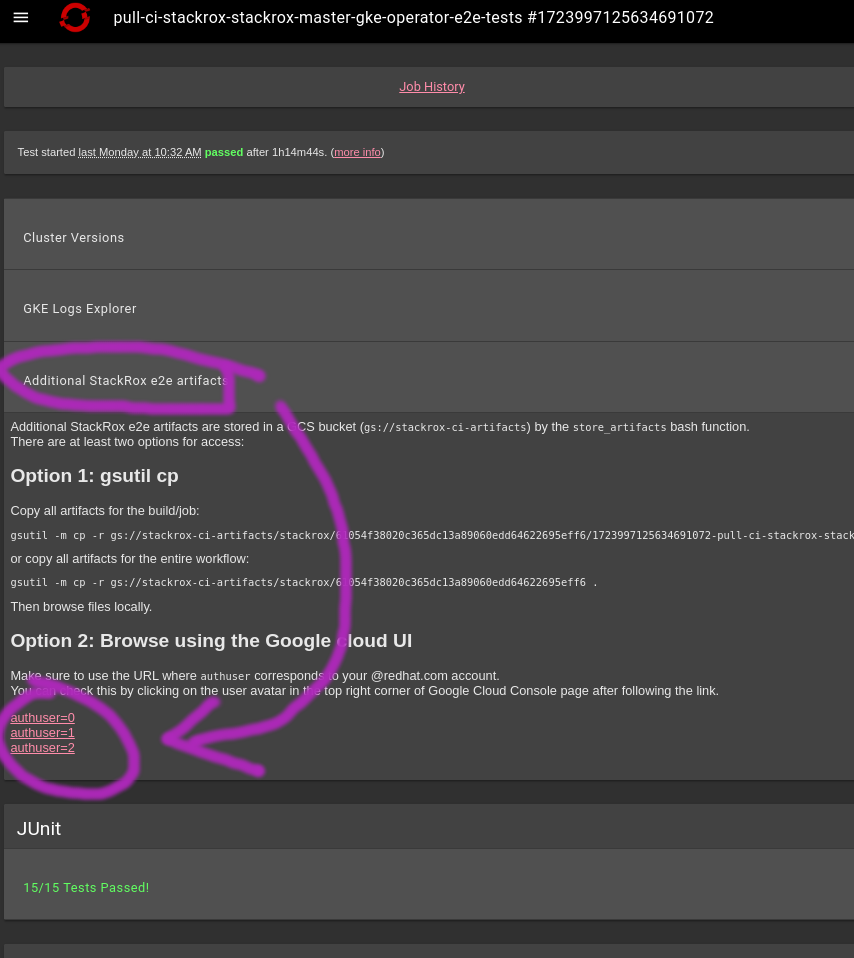 pull-ci-stackrox-stackrox-master-gke-operator-e2e-tests #1723997125634691072
Job History
Test started last Monday at 10:32 AM passed after 1h14m44s. (more info)
Cluster Versions
GKE Logs Explorer
Additional StackRox e2e artifacts
Additional StackRox e2e artifacts are stored in a GCS bucket (gs://stackrox-ci-artifacts) by the store_artifacts bash function.
There are at least two options for access:
Option 1: gsutil cp
Copy all artifacts for the build/job:
gsutil -m cp -r gs://stackrox-ci-artifacts/stackrox/ /1723997125634691072-pull-ci-stackrox-stack
or copy all artifacts for the entire workflow:
gsutil -m cp -r gs://stackrox-ci-artifacts/stackrox/ .
Then browse files locally.
Option 2: Browse using the Google cloud UI
Make sure to use the URL where authuser corresponds to your @redhat.com account.
You can check this by clicking on the user avatar in the top right corner of Google Cloud Console page after following the link.
authuser=0
authuser=1
authuser=2
JUnit
15/15 Tests Passed!